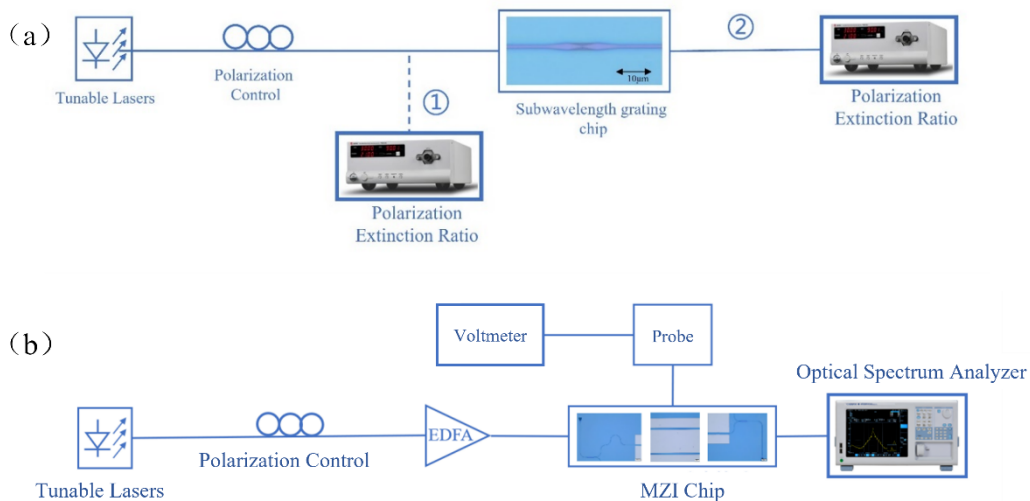 (a)
Tunable Lasers
Polarization
Control
①
10μm
Subwavelength grating
chip
②
Polarization
Extinction Ratio
Polarization
Extinction Ratio
(b)
Voltmeter
Probe
Optical Spectrum Analyzer
EDFA
Tunable Lasers
Polarization Control
MZI Chip